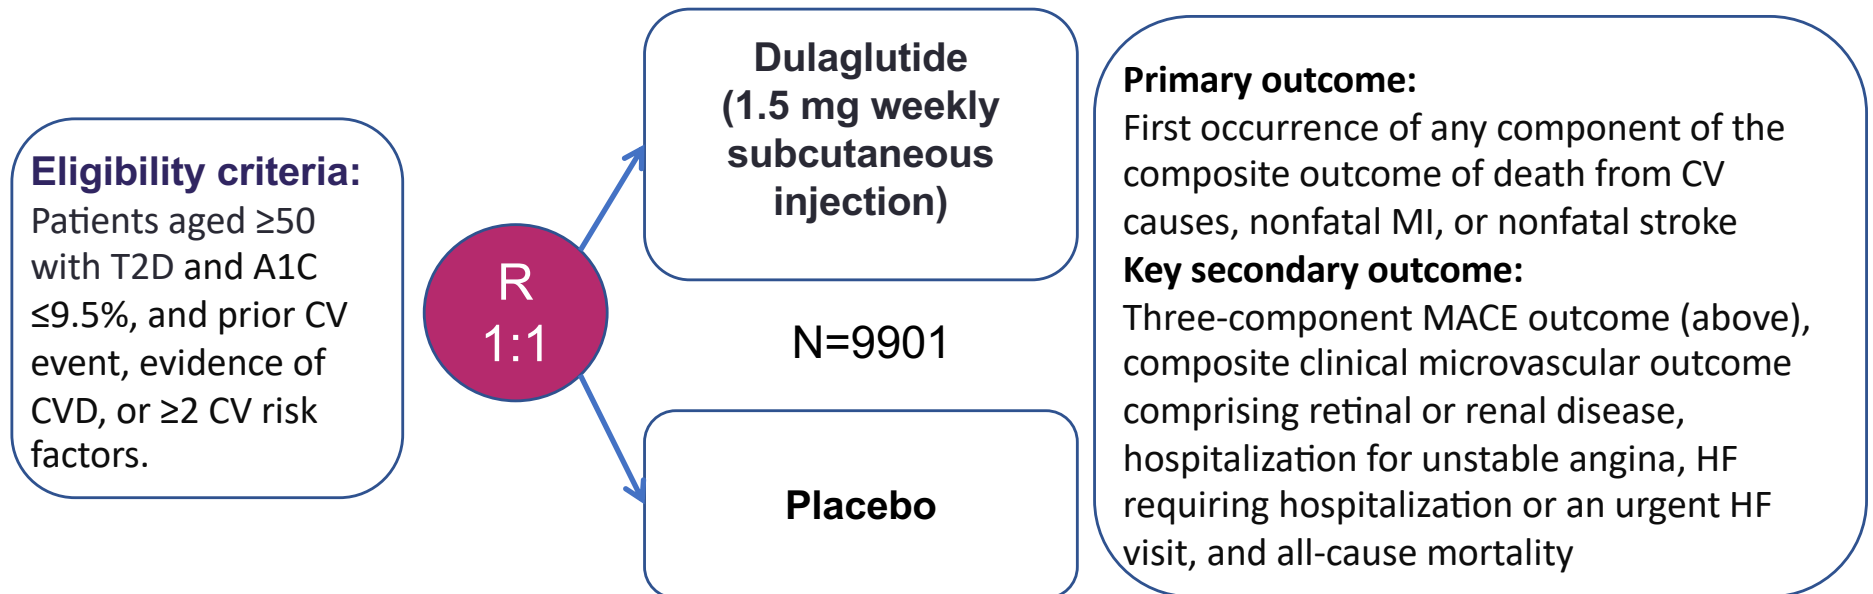 Eligibility criteria:
Patients aged ≥50
with T2D and A1C
≤9.5%, and prior CV
event, evidence of
CVD, or ≥2 CV risk
factors.
R
1:1
Dulaglutide
(1.5 mg weekly
subcutaneous
injection)
N=9901
Placebo
Primary outcome:
First occurrence of any component of the
composite outcome of death from CV
causes, nonfatal MI, or nonfatal stroke
Key secondary outcome:
Three-component MACE outcome (above),
composite clinical microvascular outcome
comprising retinal or renal disease,
hospitalization for unstable angina, HF
requiring hospitalization or an urgent HF
visit, and all-cause mortality